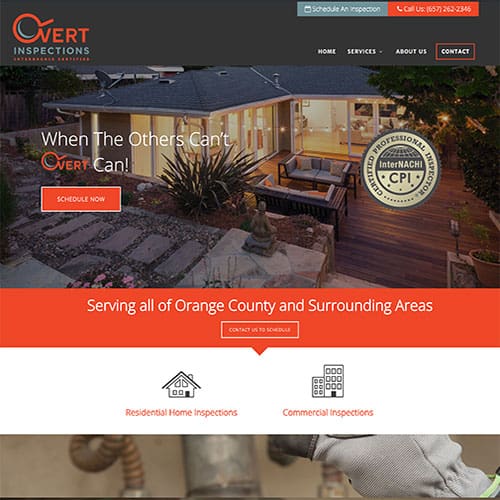 Schedule An Inspection
Call Us: (657) 262-2346
OVERT
INSPECTIONS
INTERNACHI CERTIFIED
HOME
SERVICES
ABOUT US
CONTACT
When The Others Can't
OVERT Can!
SCHEDULE NOW
CERTIFIED PROFESSIONAL INSPECTOR
InterNACHI
CPI
Serving all of Orange County and Surrounding Areas
CONTACT US TO SCHEDULE
Residential Home Inspections
Commercial Inspections